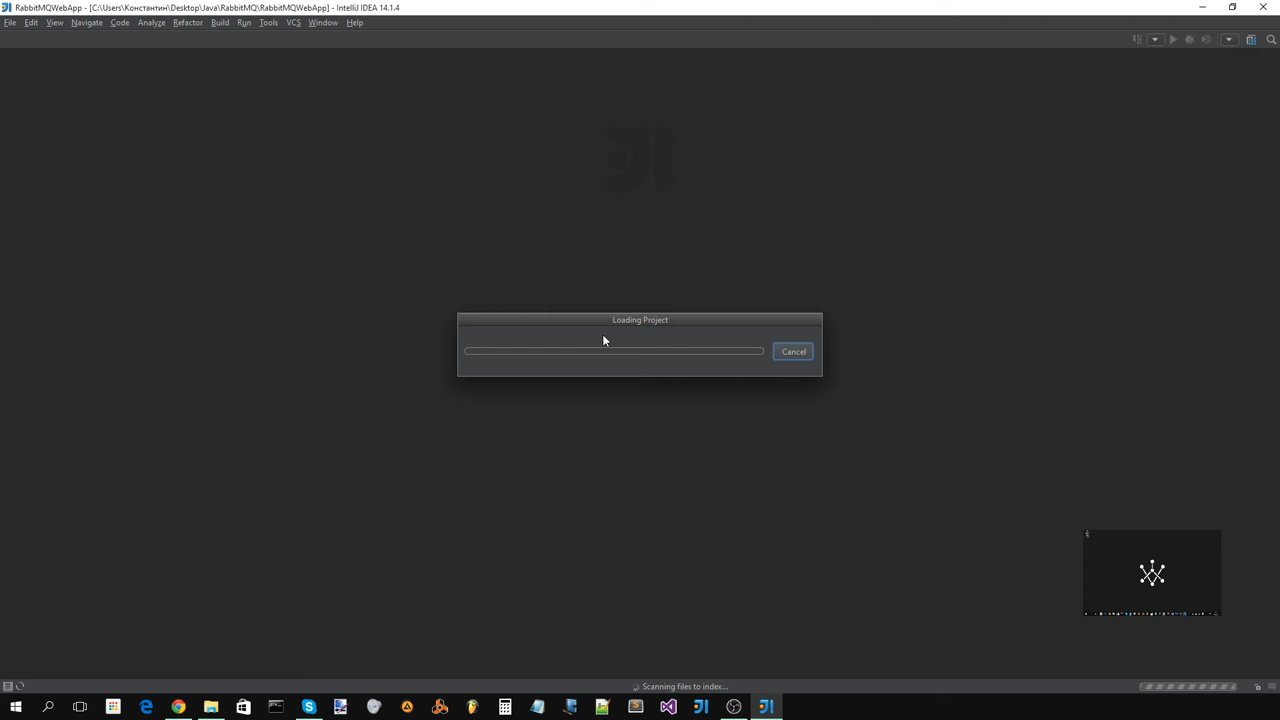 RabbitMQWebApp - [C:\Users\Константин\Desktop\Java\RabbitMQ\RabbitMQWebApp] - IntelliJ IDEA 14.1.4
File Edit View Navigate Code Analyze Refactor Build Run Tools VCS Window Help
Loading Project
Cancel
Scanning files to index...